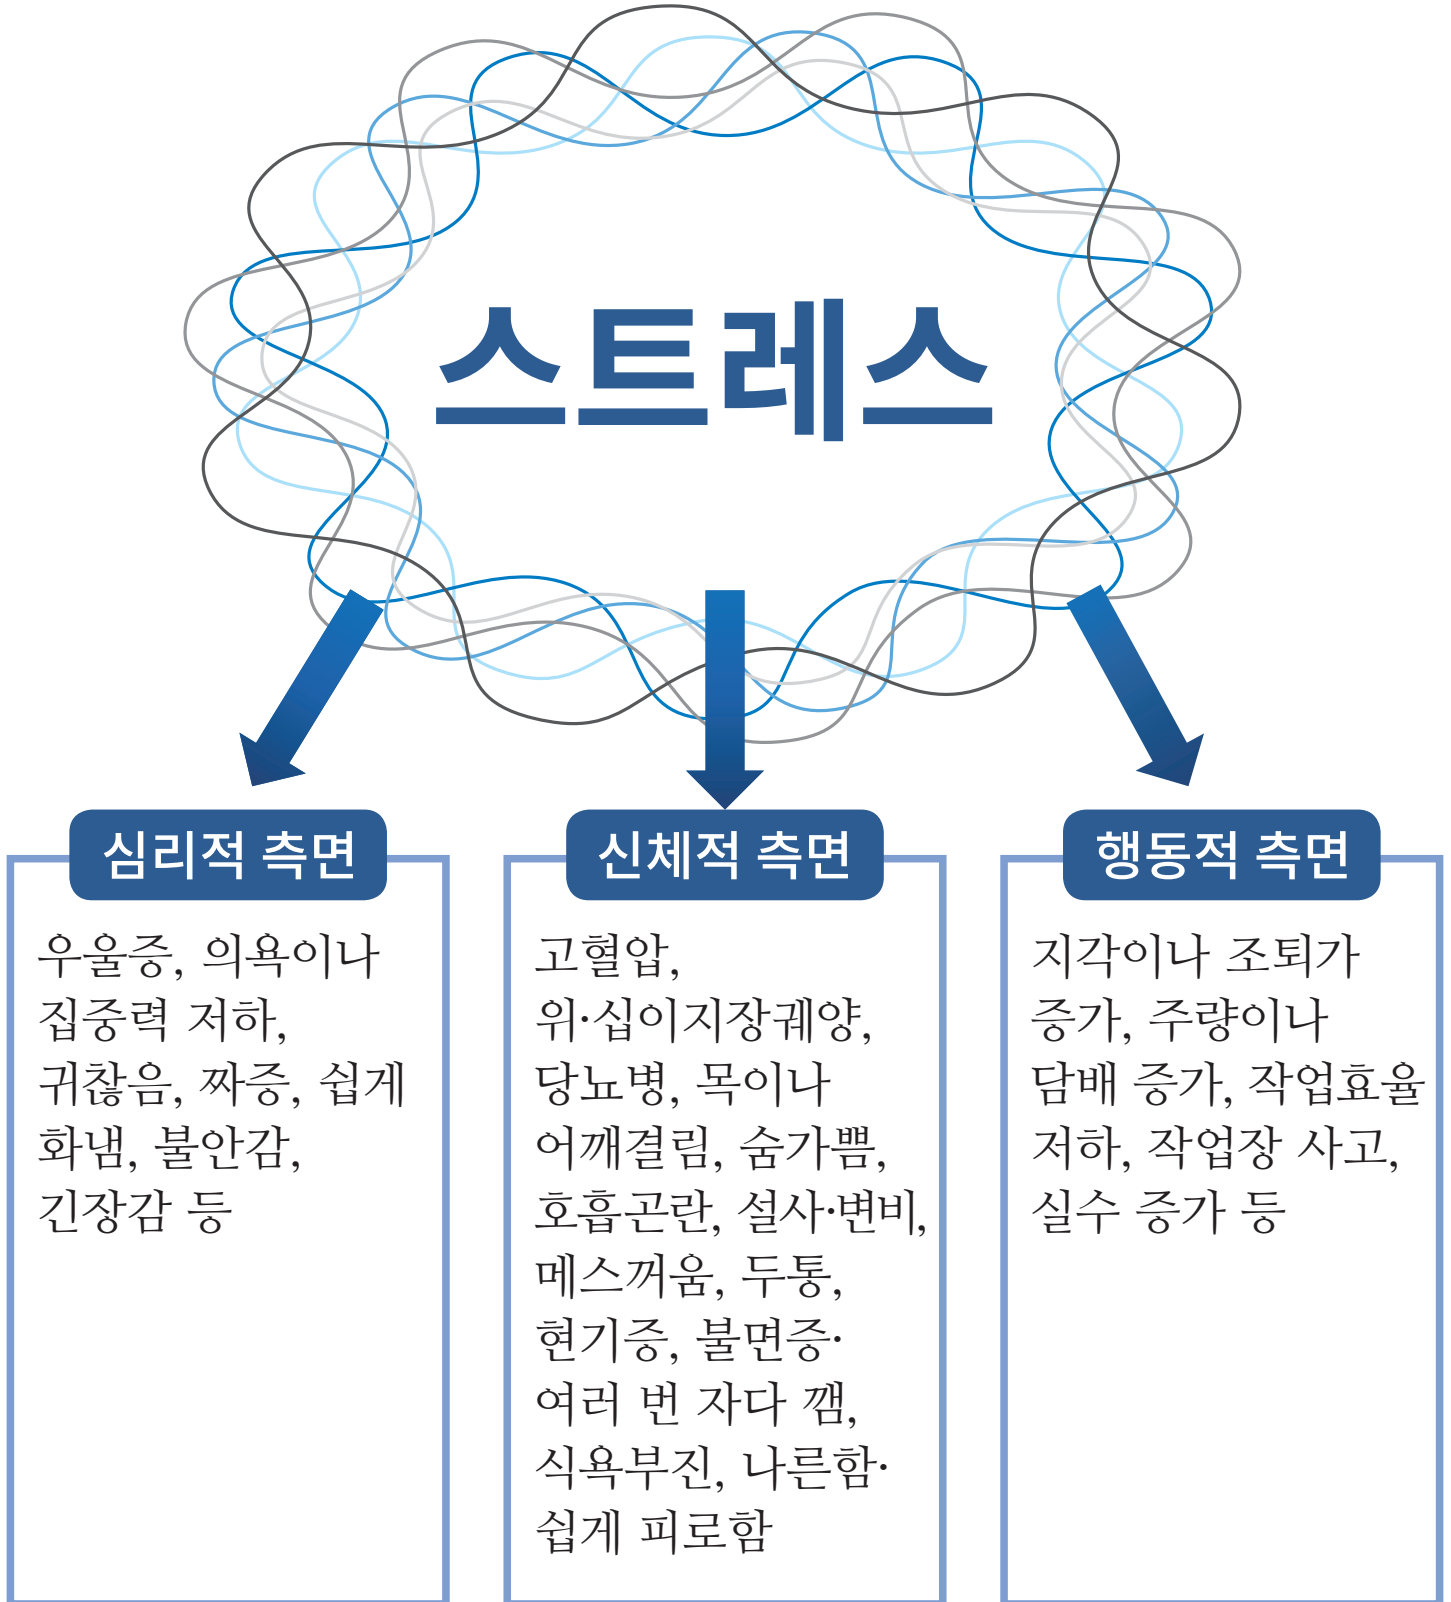 스트레스
심리적 측면
우울증, 의욕이나
집중력 저하,
귀찮음, 짜증, 쉽게
화냄, 불안감,
긴장감 등
신체적 측면
고혈압,
위·십이지장궤양,
당뇨병, 목이나
어깨결림, 숨가쁨,
호흡곤란, 설사·변비,
메스꺼움, 두통,
현기증, 불면증·
여러 번 자다 깸,
식욕부진, 나른함·
쉽게 피로함
행동적 측면
지각이나 조퇴가
증가, 주량이나
담배 증가, 작업효율
저하, 작업장 사고,
실수 증가 등